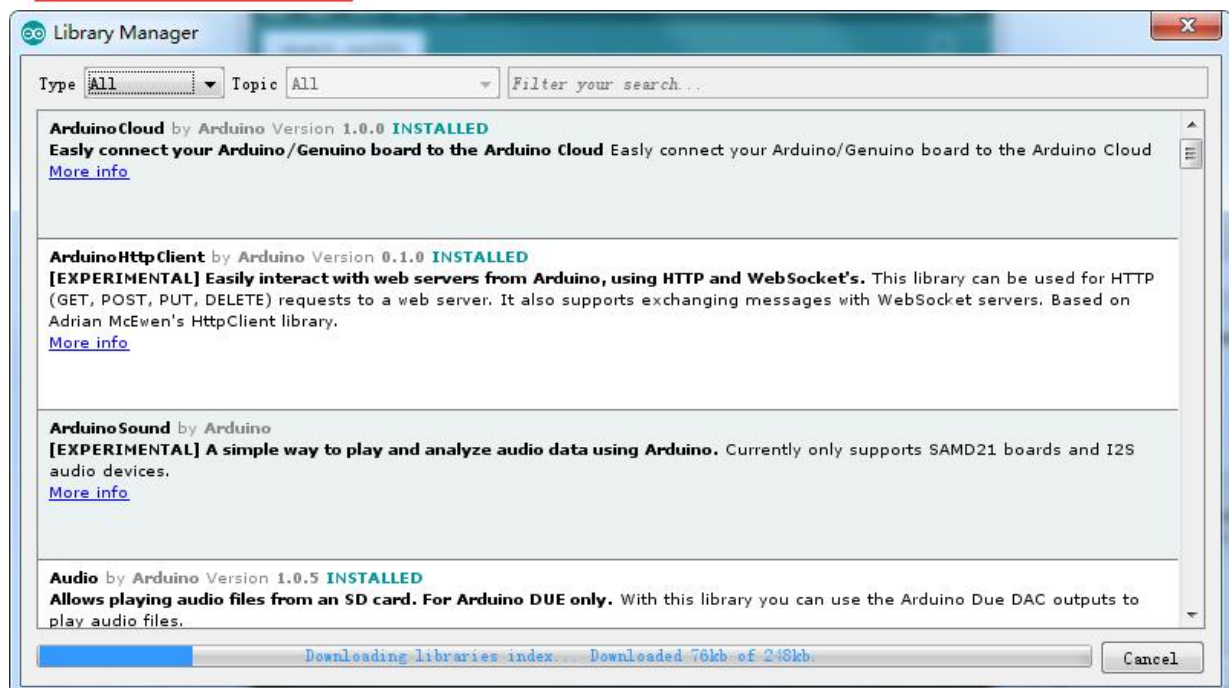 Library Manager
Type All Topic All Filter your search...
ArduinoCloud by Arduino Version 1.0.0 INSTALLED
Easly connect your Arduino/Genuino board to the Arduino Cloud Easly connect your Arduino/Genuino board to the Arduino Cloud
More info
ArduinoHttpClient by Arduino Version 0.1.0 INSTALLED
[EXPERIMENTAL] Easily interact with web servers from Arduino, using HTTP and WebSocket's. This library can be used for HTTP
(GET, POST, PUT, DELETE) requests to a web server. It also supports exchanging messages with WebSocket servers. Based on
Adrian McEwen's HttpClient library.
More info
ArduinoSound by Arduino
[EXPERIMENTAL] A simple way to play and analyze audio data using Arduino. Currently only supports SAMD21 boards and I2S
audio devices.
More info
Audio by Arduino Version 1.0.5 INSTALLED
Allows playing audio files from an SD card. For Arduino DUE only. With this library you can use the Arduino Due DAC outputs to
play audio files.
Downloading libraries index... Downloaded 76kb of 248kb. Cancel